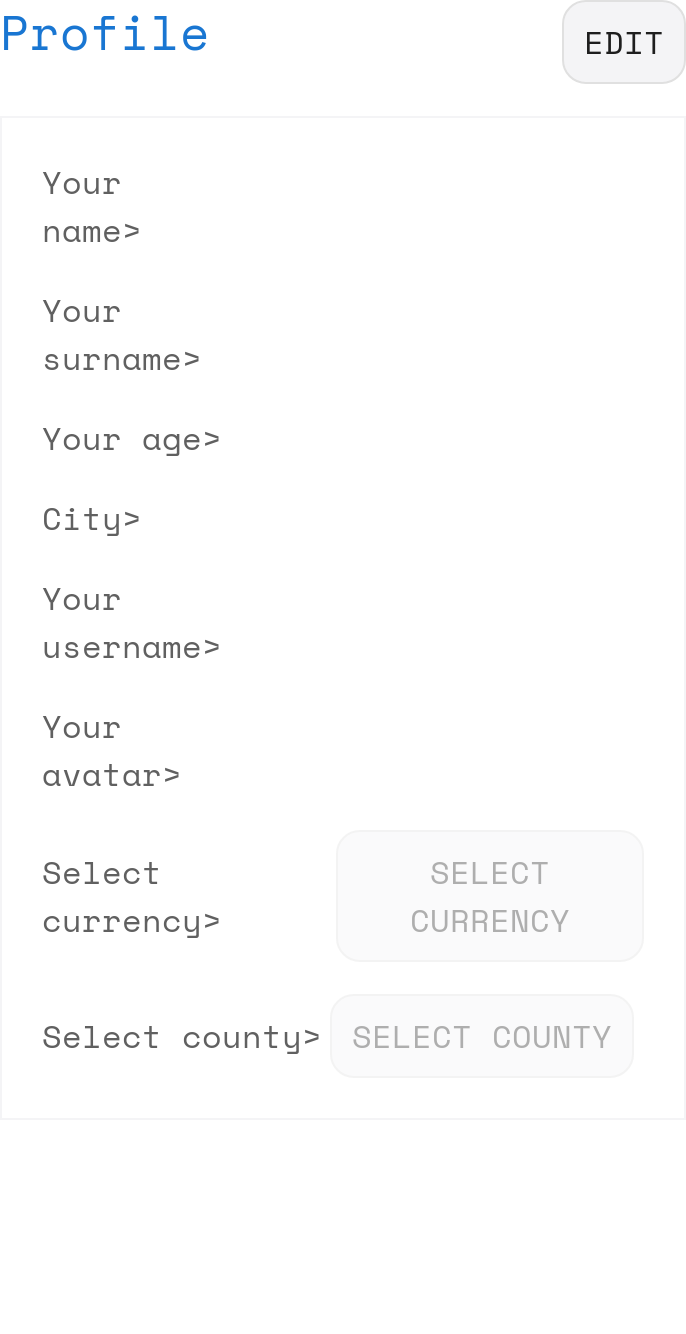 Profile
EDIT
Your
name>
Your
surname>
Your age>
City>
Your
username>
Your
avatar>
Select
currency>
SELECT
CURRENCY
Select county>
SELECT COUNTY